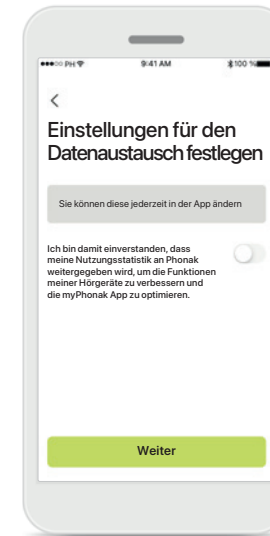 PH 9:41 AM 100 %
Einstellungen für den
Datenaustausch festlegen
Sie können diese jederzeit in der App ändern
Ich bin damit einverstanden, dass
meine Nutzungsstatistik an Phonak
weitergegeben wird, um die Funktionen
meiner Hörgeräte zu verbessern und
die myPhonak App zu optimieren.
Weiter